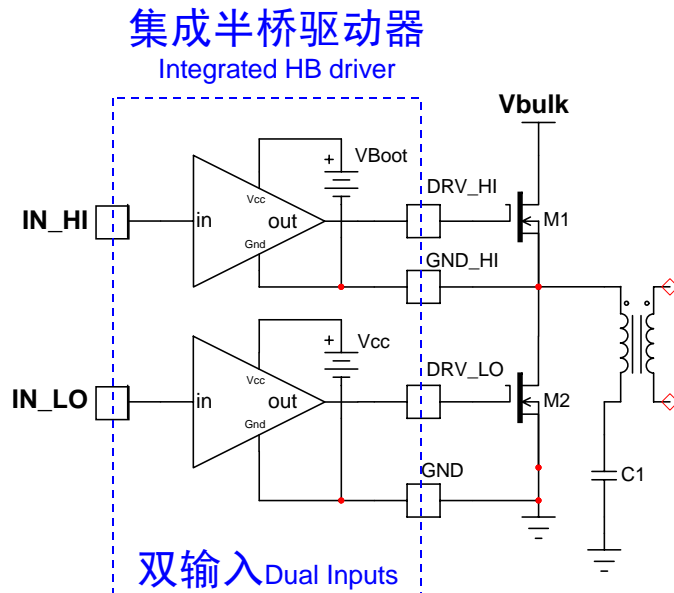 集成半桥驱动器
Integrated HB driver
Vbulk
VBoot
+
DRV_HI
Vcc
IN_HI
in
out
M1
Gnd
GND_HI
Vcc
+
DRV_LO
Vcc
IN_LO
in
out
M2
Gnd
GND
C1
双输入Dual Inputs